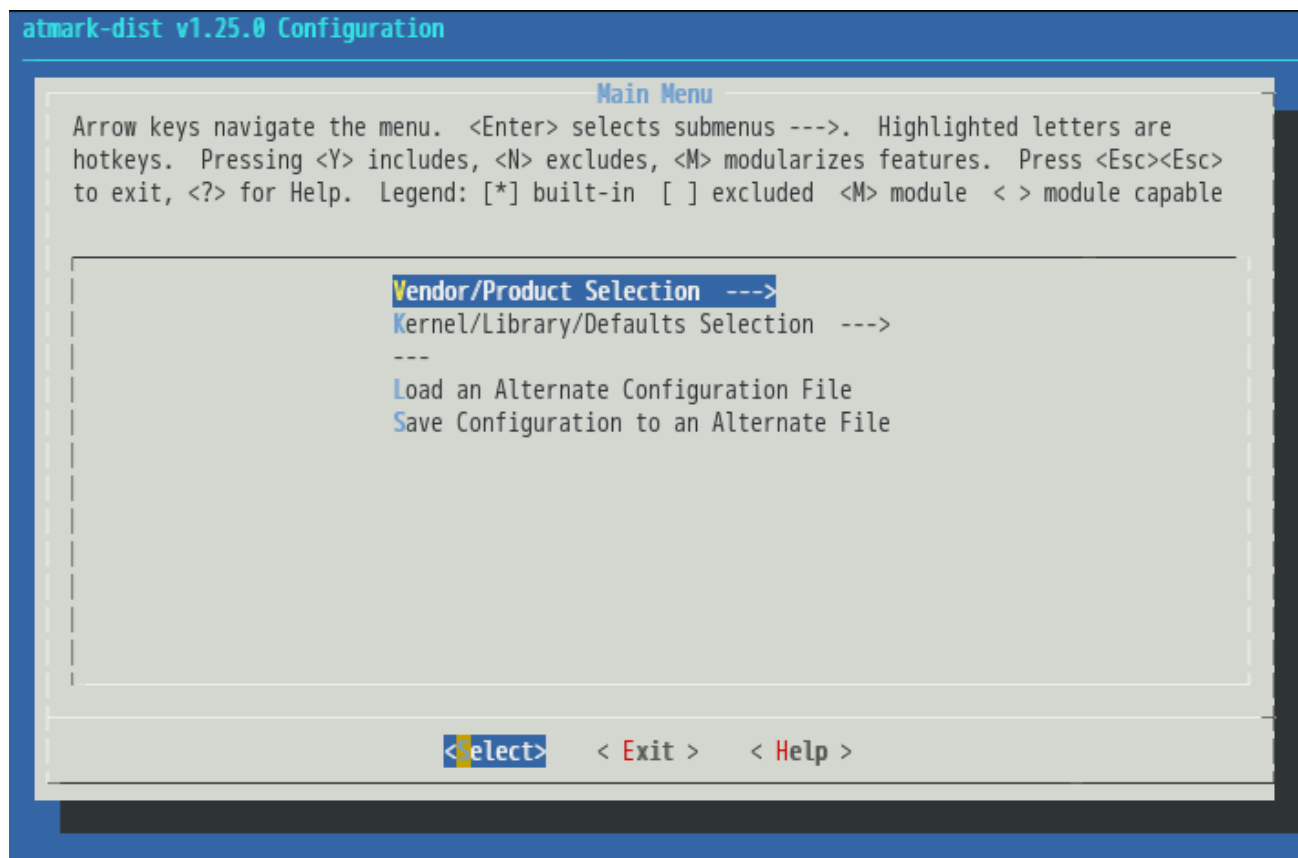 atmark-dist v1.25.0 Configuration
Main Menu
Arrow keys navigate the menu.  <Enter> selects submenus --->.  Highlighted letters are
hotkeys.  Pressing <Y> includes, <N> excludes, <M> modularizes features.  Press <Esc><Esc>
to exit, <?> for Help.  Legend: [*] built-in  [ ] excluded  <M> module  < > module capable
Vendor/Product Selection  --->
Kernel/Library/Defaults Selection  --->
---
Load an Alternate Configuration File
Save Configuration to an Alternate File
<Select>    < Exit >    < Help >